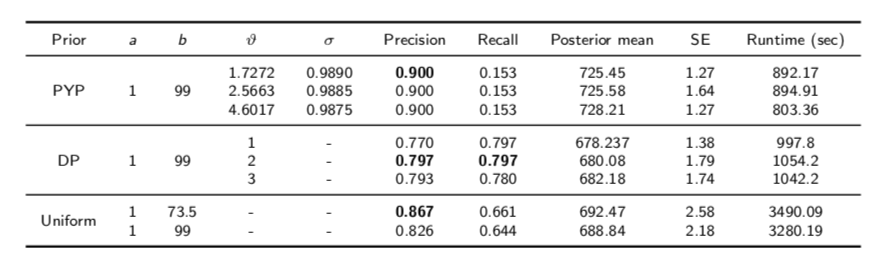 Prior a b ϑ σ Precision Recall Posterior mean SE Runtime (sec)
1.7272 0.9890 0.900 0.153 725.45 1.27 892.17
PYP 1 99 2.5663 0.9885 0.900 0.153 725.58 1.64 894.91
4.6017 0.9875 0.900 0.153 728.21 1.27 803.36
1 - 0.770 0.797 678.237 1.38 997.8
DP 1 99 2 - 0.797 0.797 680.08 1.79 1054.2
3 - 0.793 0.780 682.18 1.74 1042.2
Uniform 1 73.5 - - 0.867 0.661 692.47 2.58 3490.09
1 99 - - 0.826 0.644 688.84 2.18 3280.19